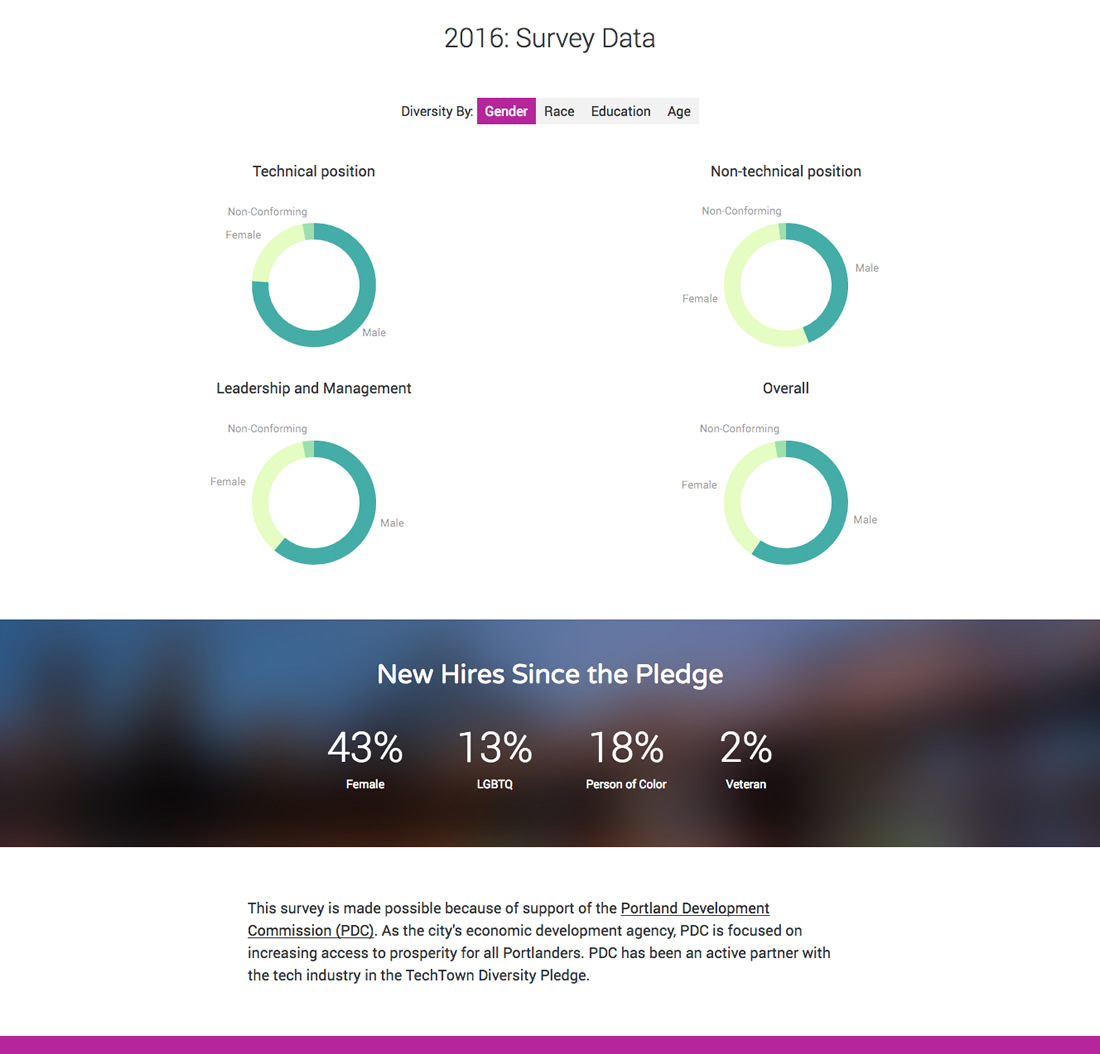 2016: Survey Data
Diversity By: Gender Race Education Age
Technical position
Non-Conforming
Female
Male
Non-technical position
Non-Conforming
Male
Female
Leadership and Management
Non-Conforming
Female
Male
Overall
Non-Conforming
Female
Male
New Hires Since the Pledge
43% 13% 18% 2%
Female LGBTQ Person of Color Veteran
This survey is made possible because of support of the Portland Development
Commission (PDC). As the city's economic development agency, PDC is focused on
increasing access to prosperity for all Portlanders. PDC has been an active partner with
the tech industry in the TechTown Diversity Pledge.